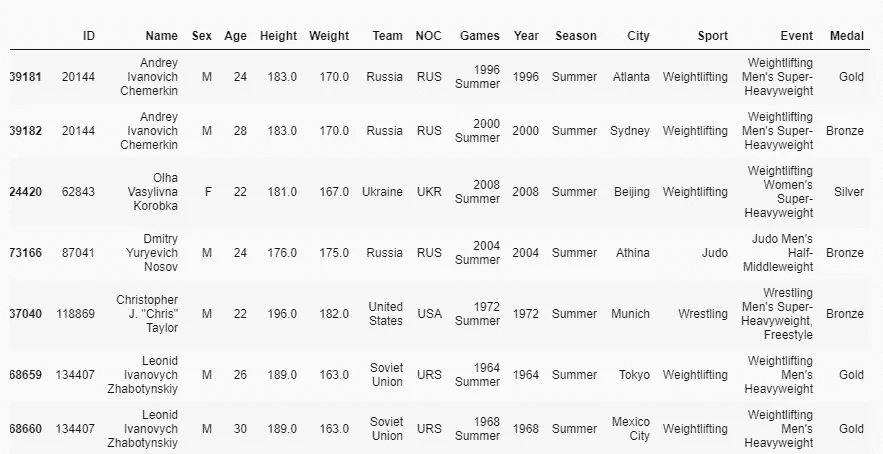 ID Name Sex Age Height Weight Team NOC Games Year Season City Sport Event Medal
39181 20144 Andrey Ivanovich Chemerkin M 24 183.0 170.0 Russia RUS 1996 Summer 1996 Summer Atlanta Weightlifting Weightlifting Men's Super-Heavyweight Gold
39182 20144 Andrey Ivanovich Chemerkin M 28 183.0 170.0 Russia RUS 2000 Summer 2000 Summer Sydney Weightlifting Weightlifting Men's Super-Heavyweight Bronze
24420 62843 Olha Vasylivna Korobka F 22 181.0 167.0 Ukraine UKR 2008 Summer 2008 Summer Beijing Weightlifting Weightlifting Women's Super-Heavyweight Silver
73166 87041 Dmitry Yuryevich Nosov M 24 176.0 175.0 Russia RUS 2004 Summer 2004 Summer Athina Judo Judo Men's Half-Middleweight Bronze
37040 118869 Christopher J. "Chris" Taylor M 22 196.0 182.0 United States USA 1972 Summer 1972 Summer Munich Wrestling Wrestling Men's Super-Heavyweight, Freestyle Bronze
68659 134407 Leonid Ivanovych Zhabotynskiy M 26 189.0 163.0 Soviet Union URS 1964 Summer 1964 Summer Tokyo Weightlifting Weightlifting Men's Heavyweight Gold
68660 134407 Leonid Ivanovych Zhabotynskiy M 30 189.0 163.0 Soviet Union URS 1968 Summer 1968 Summer Mexico City Weightlifting Weightlifting Men's Heavyweight Gold